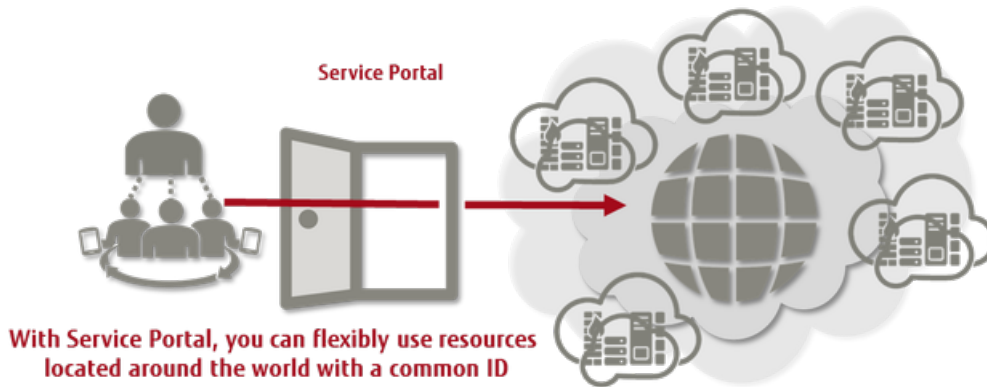 Service Portal
With Service Portal, you can flexibly use resources
located around the world with a common ID